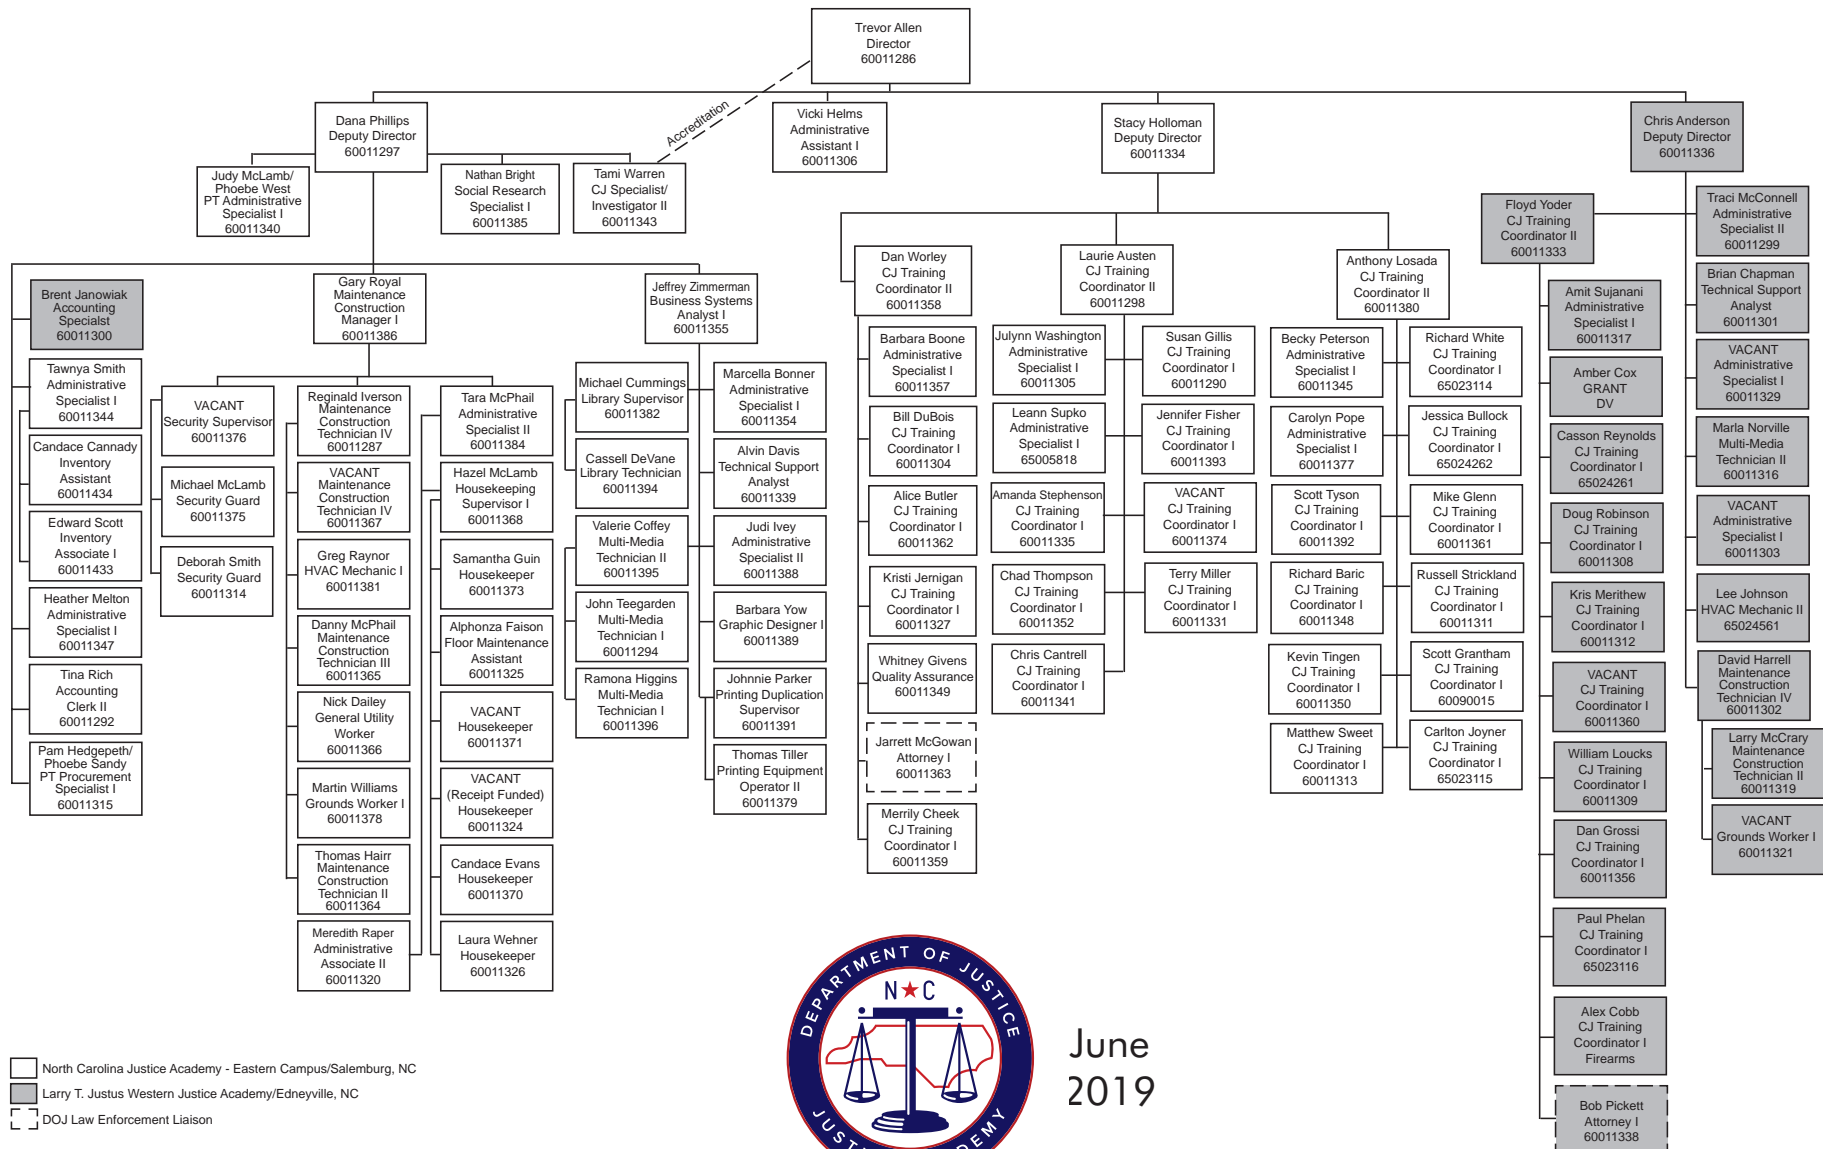 Trevor Allen
Director
60011286
Accreditation
Dana Phillips
Deputy Director
60011297
Vicki Helms
Administrative
Assistant I
60011306
Stacy Holloman
Deputy Director
60011334
Chris Anderson
Deputy Director
60011336
Judy McLamb/
Phoebe West
PT Administrative
Specialist I
60011340
Nathan Bright
Social Research
Specialist I
60011385
Tami Warren
CJ Specialist/
Investigator II
60011343
Brent Janowiak
Accounting
Specialst
60011300
Tawnya Smith
Administrative
Specialist I
60011344
Candace Cannady
Inventory
Assistant
60011434
Edward Scott
Inventory
Associate I
60011433
Heather Melton
Administrative
Specialist I
60011347
Tina Rich
Accounting
Clerk II
60011292
Pam Hedgepeth/
Phoebe Sandy
PT Procurement
Specialist I
60011315
Gary Royal
Maintenance
Construction
Manager I
60011386
VACANT
Security Supervisor
60011376
Michael McLamb
Security Guard
60011375
Deborah Smith
Security Guard
60011314
Reginald Iverson
Maintenance
Construction
Technician IV
60011287
VACANT
Maintenance
Construction
Technician IV
60011367
Greg Raynor
HVAC Mechanic I
60011381
Danny McPhail
Maintenance
Construction
Technician III
60011365
Nick Dailey
General Utility
Worker
60011366
Martin Williams
Grounds Worker I
60011378
Thomas Hairr
Maintenance
Construction
Technician II
60011364
Meredith Raper
Administrative
Associate II
60011320
Tara McPhail
Administrative
Specialist II
60011384
Hazel McLamb
Housekeeping
Supervisor I
60011368
Samantha Guin
Housekeeper
60011373
Alphonza Faison
Floor Maintenance
Assistant
60011325
VACANT
Housekeeper
60011371
VACANT
(Receipt Funded)
Housekeeper
60011324
Candace Evans
Housekeeper
60011370
Laura Wehner
Housekeeper
60011326
Jeffrey Zimmerman
Business Systems
Analyst I
60011355
Michael Cummings
Library Supervisor
60011382
Cassell DeVane
Library Technician
60011394
Valerie Coffey
Multi-Media
Technician II
60011395
John Teegarden
Multi-Media
Technician I
60011294
Ramona Higgins
Multi-Media
Technician I
60011396
Marcella Bonner
Administrative
Specialist I
60011354
Alvin Davis
Technical Support
Analyst
60011339
Judi Ivey
Administrative
Specialist II
60011388
Barbara Yow
Graphic Designer I
60011389
Johnnie Parker
Printing Duplication
Supervisor
60011391
Thomas Tiller
Printing Equipment
Operator II
60011379
Dan Worley
CJ Training
Coordinator II
60011358
Barbara Boone
Administrative
Specialist I
60011357
Bill DuBois
CJ Training
Coordinator I
60011304
Alice Butler
CJ Training
Coordinator I
60011362
Kristi Jernigan
CJ Training
Coordinator I
60011327
Whitney Givens
Quality Assurance
60011349
Jarrett McGowan
Attorney I
60011363
Merrily Cheek
CJ Training
Coordinator I
60011359
Laurie Austen
CJ Training
Coordinator II
60011298
Julynn Washington
Administrative
Specialist I
60011305
Leann Supko
Administrative
Specialist I
65005818
Amanda Stephenson
CJ Training
Coordinator I
60011335
Chad Thompson
CJ Training
Coordinator I
60011352
Chris Cantrell
CJ Training
Coordinator I
60011341
Susan Gillis
CJ Training
Coordinator I
60011290
Jennifer Fisher
CJ Training
Coordinator I
60011393
VACANT
CJ Training
Coordinator I
60011374
Terry Miller
CJ Training
Coordinator I
60011331
Anthony Losada
CJ Training
Coordinator II
60011380
Becky Peterson
Administrative
Specialist I
60011345
Carolyn Pope
Administrative
Specialist I
60011377
Scott Tyson
CJ Training
Coordinator I
60011392
Richard Baric
CJ Training
Coordinator I
60011348
Kevin Tingen
CJ Training
Coordinator I
60011350
Matthew Sweet
CJ Training
Coordinator I
60011313
Richard White
CJ Training
Coordinator I
65023114
Jessica Bullock
CJ Training
Coordinator I
65024262
Mike Glenn
CJ Training
Coordinator I
60011361
Russell Strickland
CJ Training
Coordinator I
60011311
Scott Grantham
CJ Training
Coordinator I
60090015
Carlton Joyner
CJ Training
Coordinator I
65023115
Floyd Yoder
CJ Training
Coordinator II
60011333
Amit Sujanani
Administrative
Specialist I
60011317
Amber Cox
GRANT
DV
Casson Reynolds
CJ Training
Coordinator I
65024261
Doug Robinson
CJ Training
Coordinator I
60011308
Kris Merithew
CJ Training
Coordinator I
60011312
VACANT
CJ Training
Coordinator I
60011360
William Loucks
CJ Training
Coordinator I
60011309
Dan Grossi
CJ Training
Coordinator I
60011356
Paul Phelan
CJ Training
Coordinator I
65023116
Alex Cobb
CJ Training
Coordinator I
Firearms
Bob Pickett
Attorney I
60011338
Traci McConnell
Administrative
Specialist II
60011299
Brian Chapman
Technical Support
Analyst
60011301
VACANT
Administrative
Specialist I
60011329
Marla Norville
Multi-Media
Technician II
60011316
VACANT
Administrative
Specialist I
60011303
Lee Johnson
HVAC Mechanic II
65024561
David Harrell
Maintenance
Construction
Technician IV
60011302
Larry McCrary
Maintenance
Construction
Technician II
60011319
VACANT
Grounds Worker I
60011321
North Carolina Justice Academy - Eastern Campus/Salemburg, NC
Larry T. Justus Western Justice Academy/Edneyville, NC
DOJ Law Enforcement Liaison
DEPARTMENT OF JUSTICE
N★C
June
2019